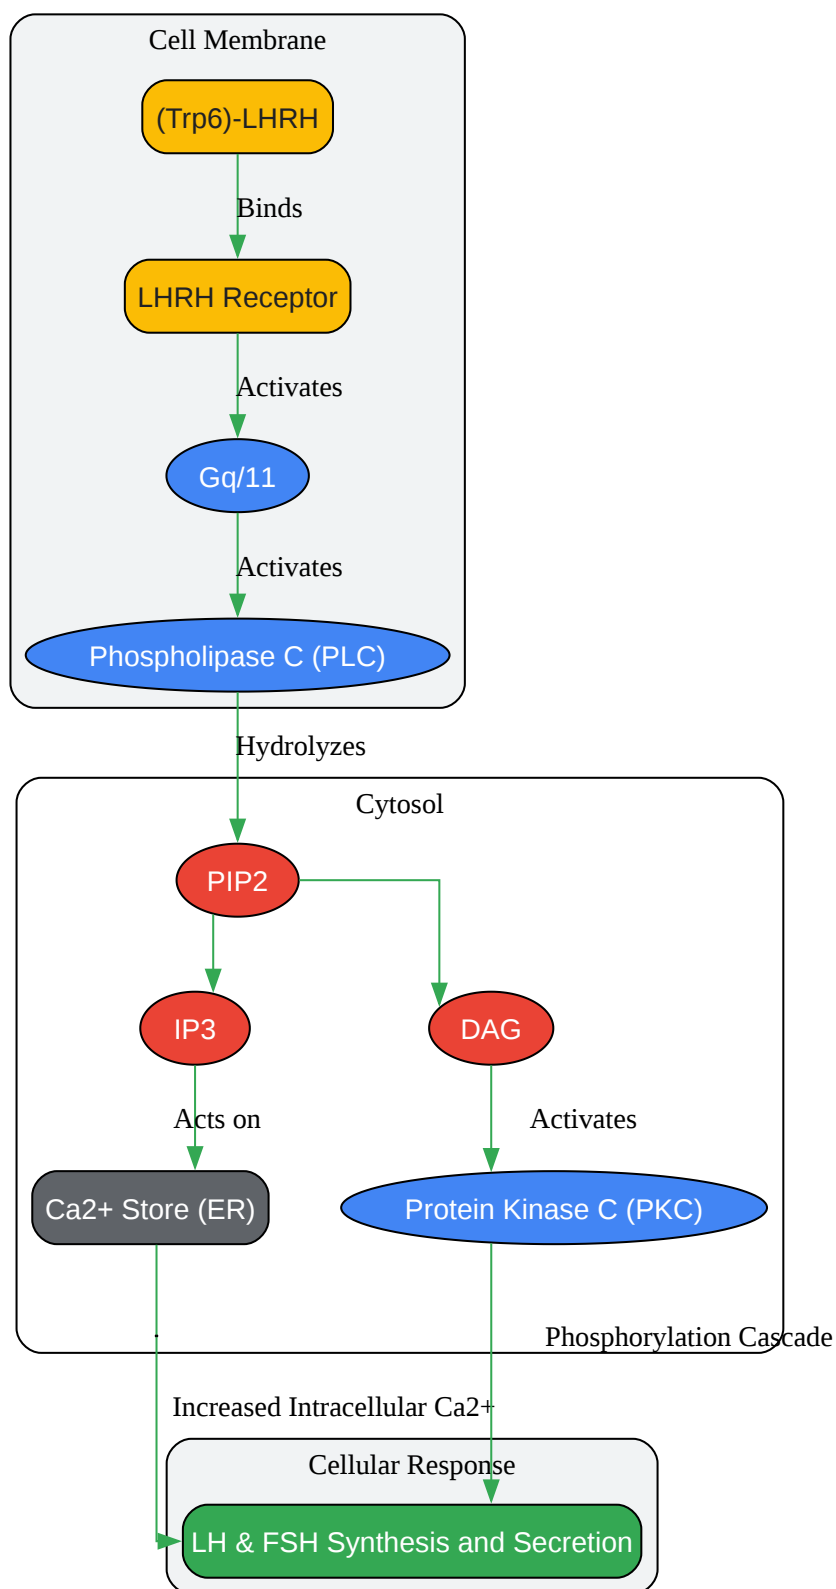 Cell Membrane
(Trp6)-LHRH
Binds
LHRH Receptor
Activates
Gq/11
Activates
Phospholipase C (PLC)
Hydrolyzes
Cytosol
PIP2
IP3
DAG
Acts on
Activates
Ca2+ Store (ER)
Protein Kinase C (PKC)
Phosphorylation Cascade
Increased Intracellular Ca2+
Cellular Response
LH & FSH Synthesis and Secretion